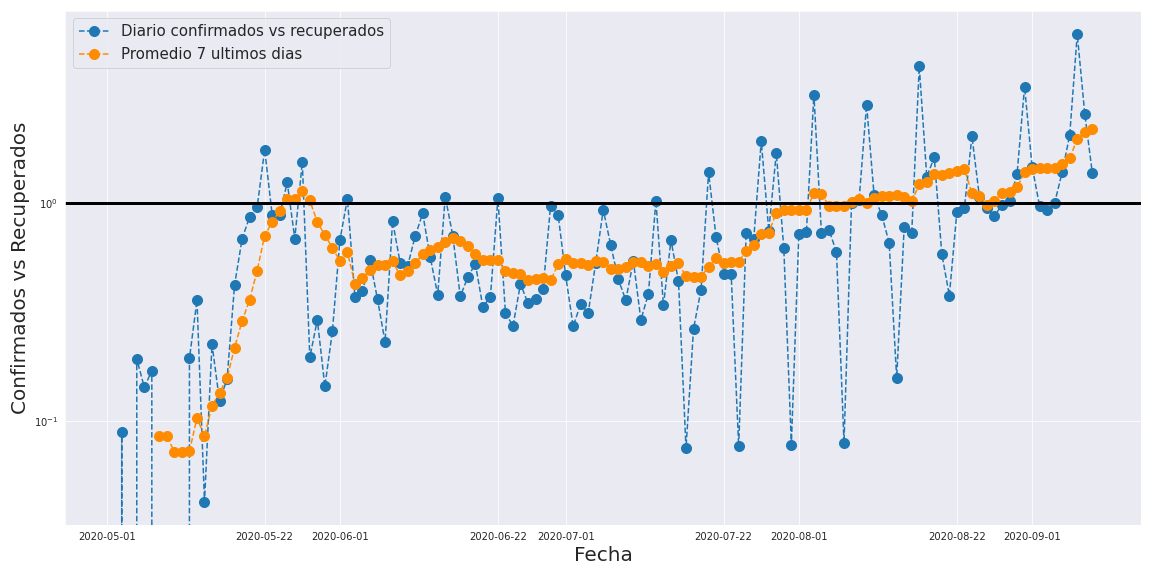 Diario confirmados vs recuperados
Promedio 7 ultimos dias
Confirmados vs Recuperados
10⁰
10⁻¹
2020-05-01 2020-05-22 2020-06-01 2020-06-22 2020-07-01 2020-07-22 2020-08-01 2020-08-22 2020-09-01
Fecha